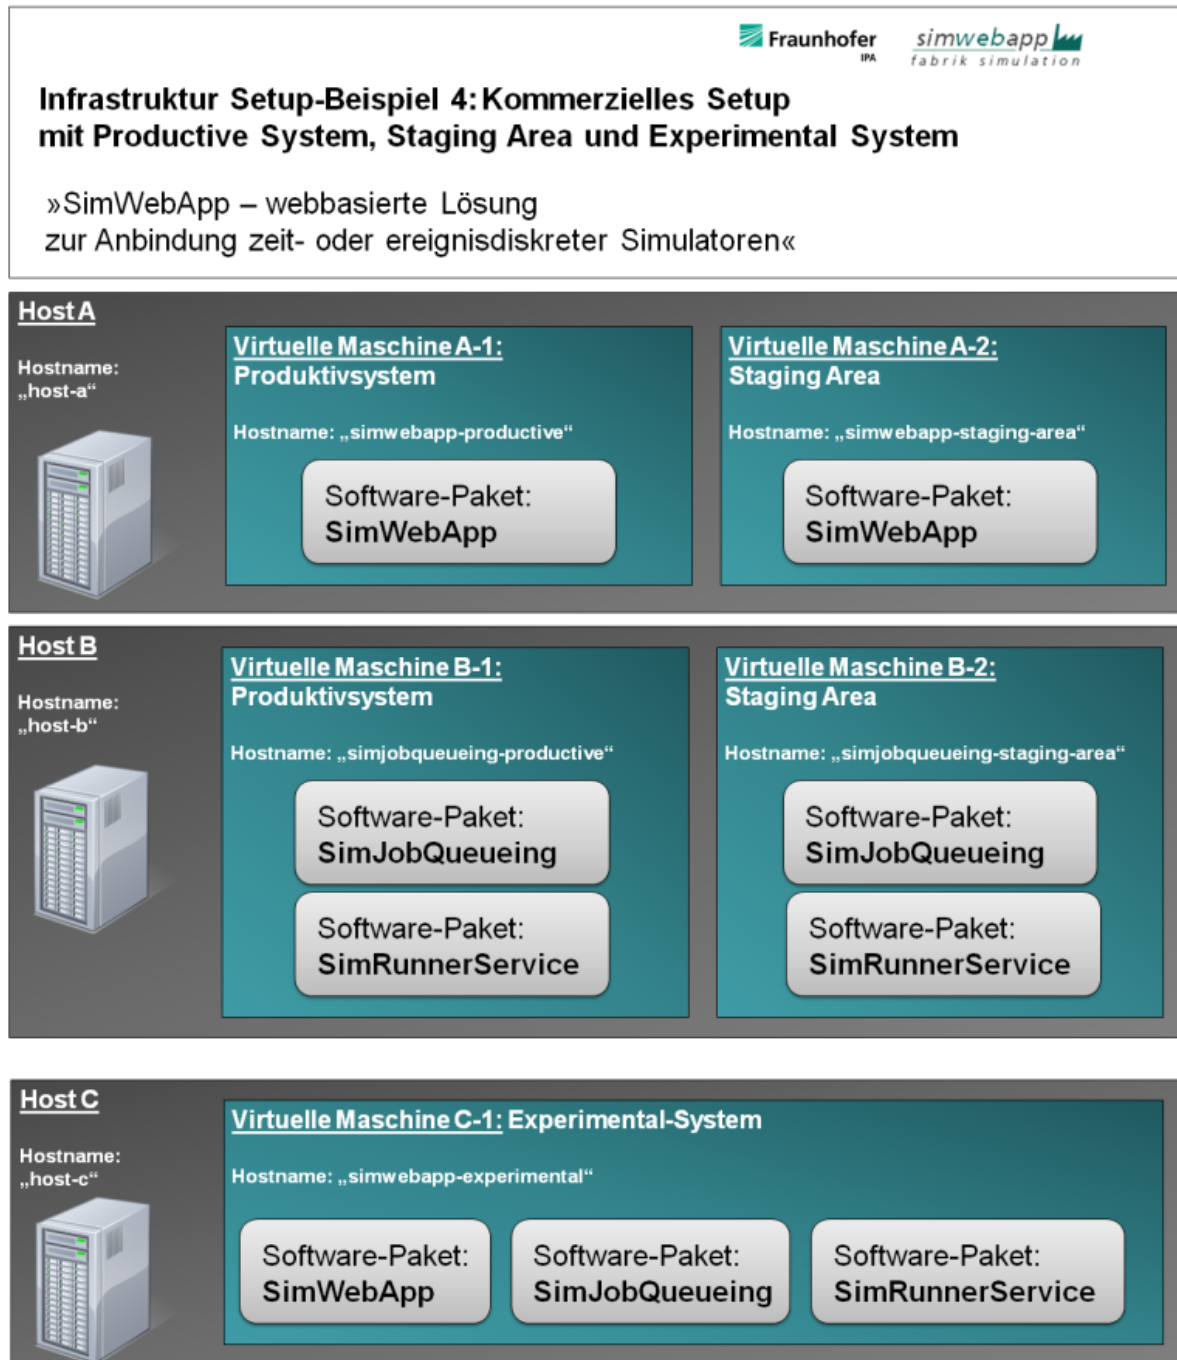 Fraunhofer
IPA
simwebapp
fabrik simulation
Infrastruktur Setup-Beispiel 4: Kommerzielles Setup
mit Productive System, Staging Area und Experimental System
»SimWebApp – webbasierte Lösung
zur Anbindung zeit- oder ereignisdiskreter Simulatoren«
Host A
Hostname:
„host-a“
Virtuelle Maschine A-1:
Produktivsystem
Hostname: „simwebapp-productive“
Software-Paket:
SimWebApp
Virtuelle Maschine A-2:
Staging Area
Hostname: „simwebapp-staging-area“
Software-Paket:
SimWebApp
Host B
Hostname:
„host-b“
Virtuelle Maschine B-1:
Produktivsystem
Hostname: „simjobqueueing-productive“
Software-Paket:
SimJobQueueing
Software-Paket:
SimRunnerService
Virtuelle Maschine B-2:
Staging Area
Hostname: „simjobqueueing-staging-area“
Software-Paket:
SimJobQueueing
Software-Paket:
SimRunnerService
Host C
Hostname:
„host-c“
Virtuelle Maschine C-1: Experimental-System
Hostname: „simwebapp-experimental“
Software-Paket:
SimWebApp
Software-Paket:
SimJobQueueing
Software-Paket:
SimRunnerService